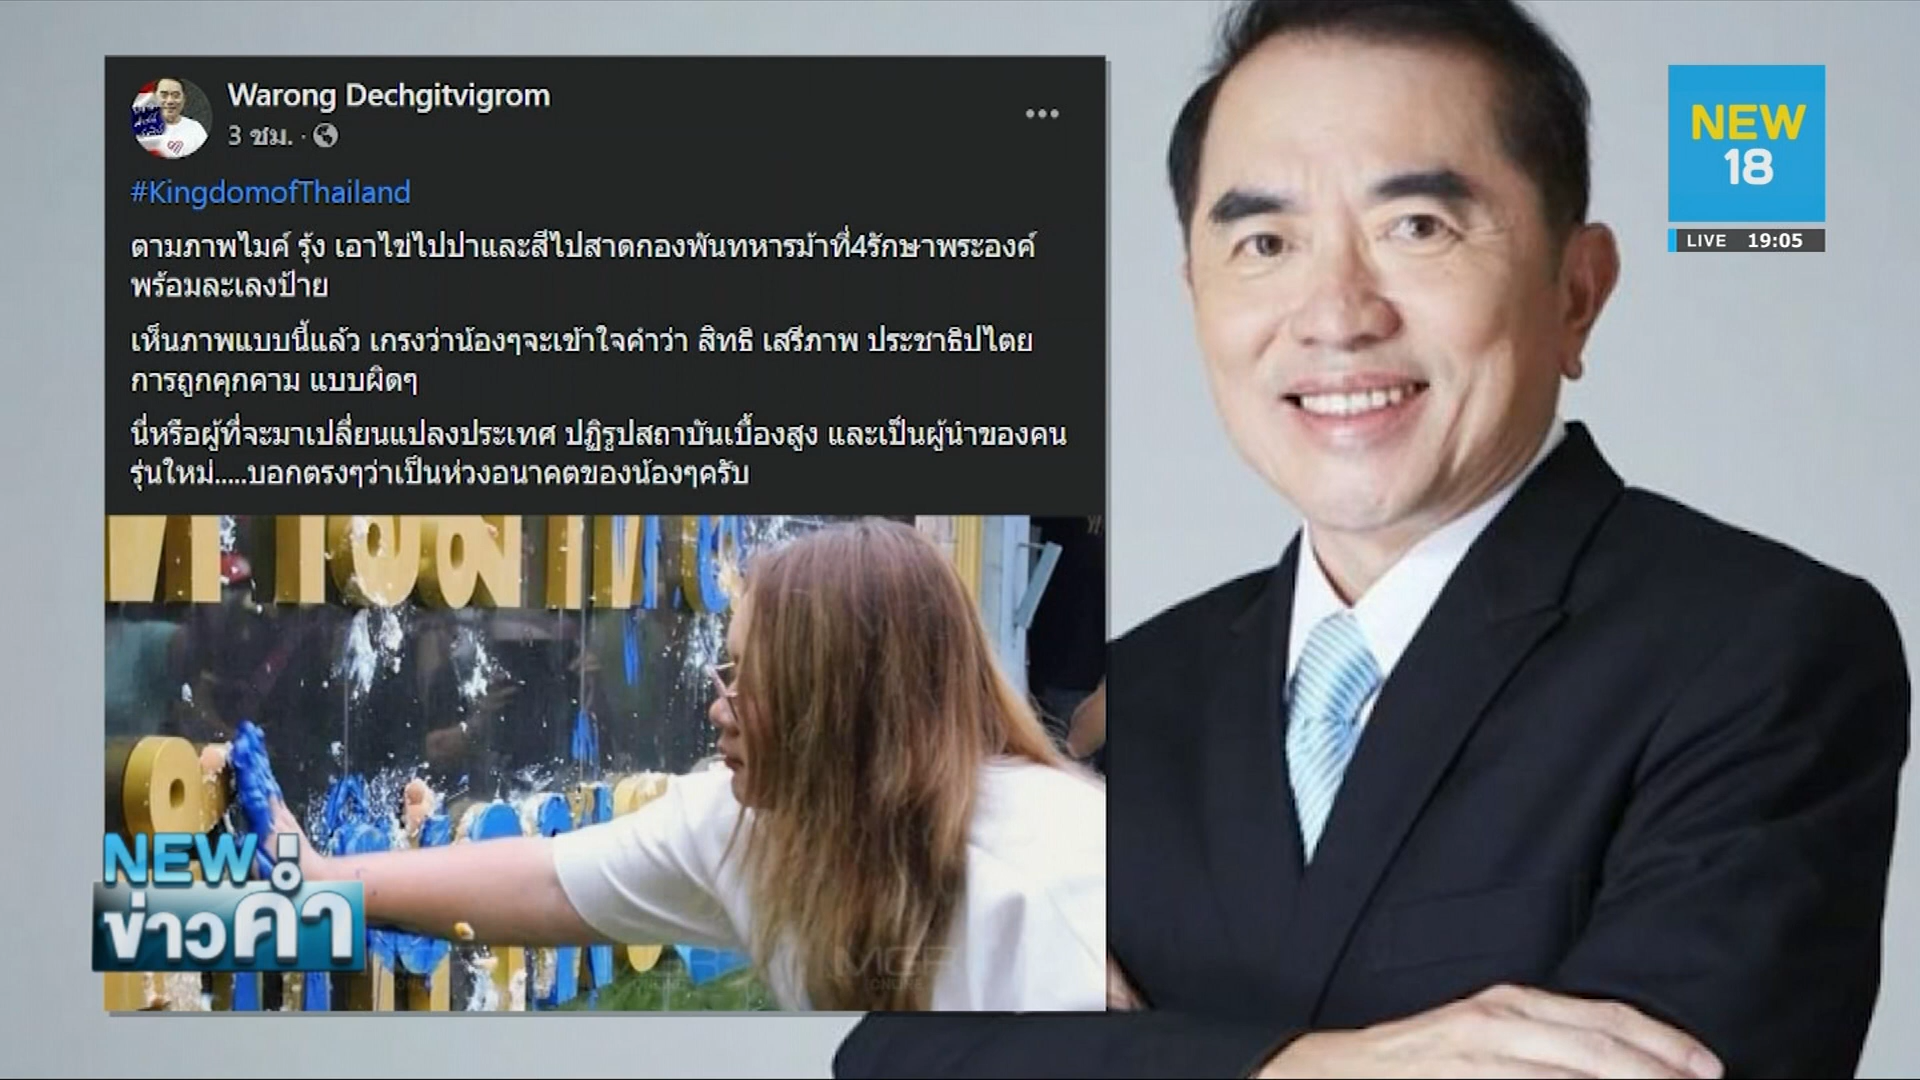 Warong Dechgitvigrom
3 ชม. ·
#KingdomofThailand
ตามภาพไมค์ รุ้ง เอาไข่ไปปาและสีไปสาดกองพันทหารม้าที่4รักษาพระองค์
พร้อมละเลงป้าย
เห็นภาพแบบนี้แล้ว เกรงว่าน้องๆจะเข้าใจคำว่า สิทธิ เสรีภาพ ประชาธิปไตย
การถูกคุกคาม แบบผิดๆ
นี่หรือผู้ที่จะมาเปลี่ยนแปลงประเทศ ปฏิรูปสถาบันเบื้องสูง และเป็นผู้นำของคน
รุ่นใหม่.....บอกตรงๆว่าเป็นห่วงอนาคตของน้องๆครับ
NEW
18
LIVE 19:05
NEW
ข่าวค่ำ
MGR
ONLINE